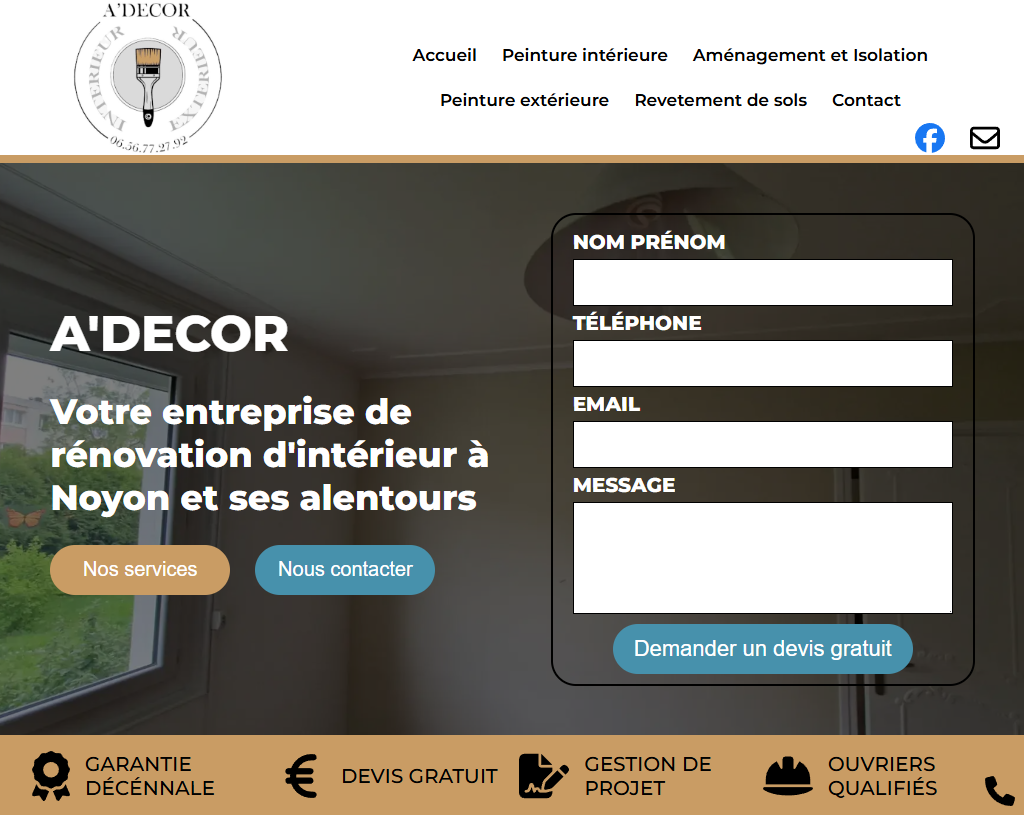 A'DECOR
INTERIEUR
EXTERIEUR
06.56.77.27.92
Accueil Peinture intérieure Aménagement et Isolation
Peinture extérieure Revetement de sols Contact
A'DECOR
Votre entreprise de
rénovation d'intérieur à
Noyon et ses alentours
Nos services Nous contacter
NOM PRÉNOM
TÉLÉPHONE
EMAIL
MESSAGE
Demander un devis gratuit
GARANTIE
DÉCÉNNALE
DEVIS GRATUIT
GESTION DE
PROJET
OUVRIERS
QUALIFIÉS